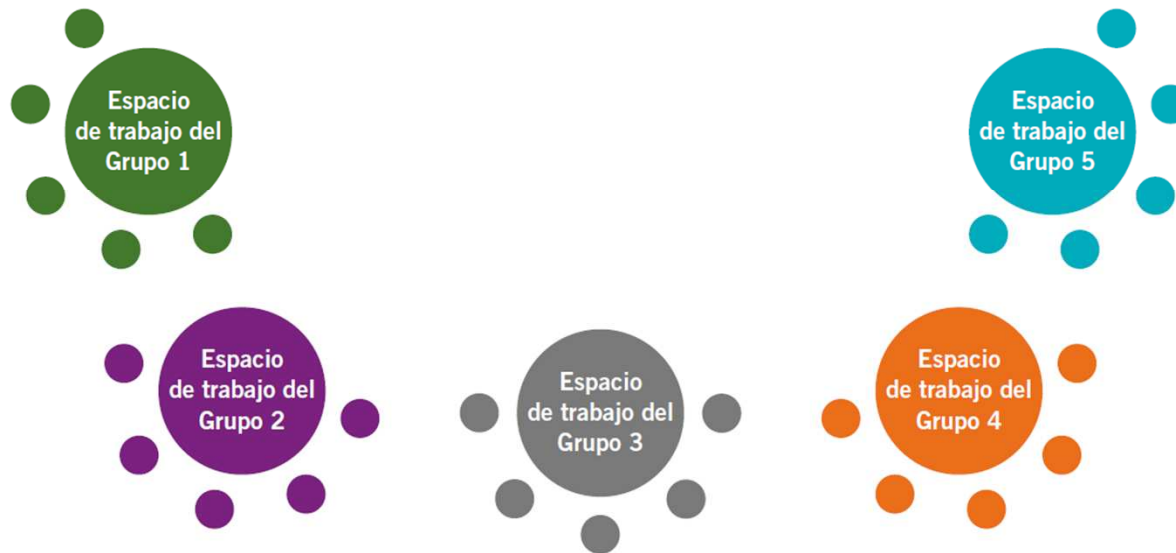 Espacio
de trabajo del
Grupo 1
Espacio
de trabajo del
Grupo 5
Espacio
de trabajo del
Grupo 2
Espacio
de trabajo del
Grupo 3
Espacio
de trabajo del
Grupo 4